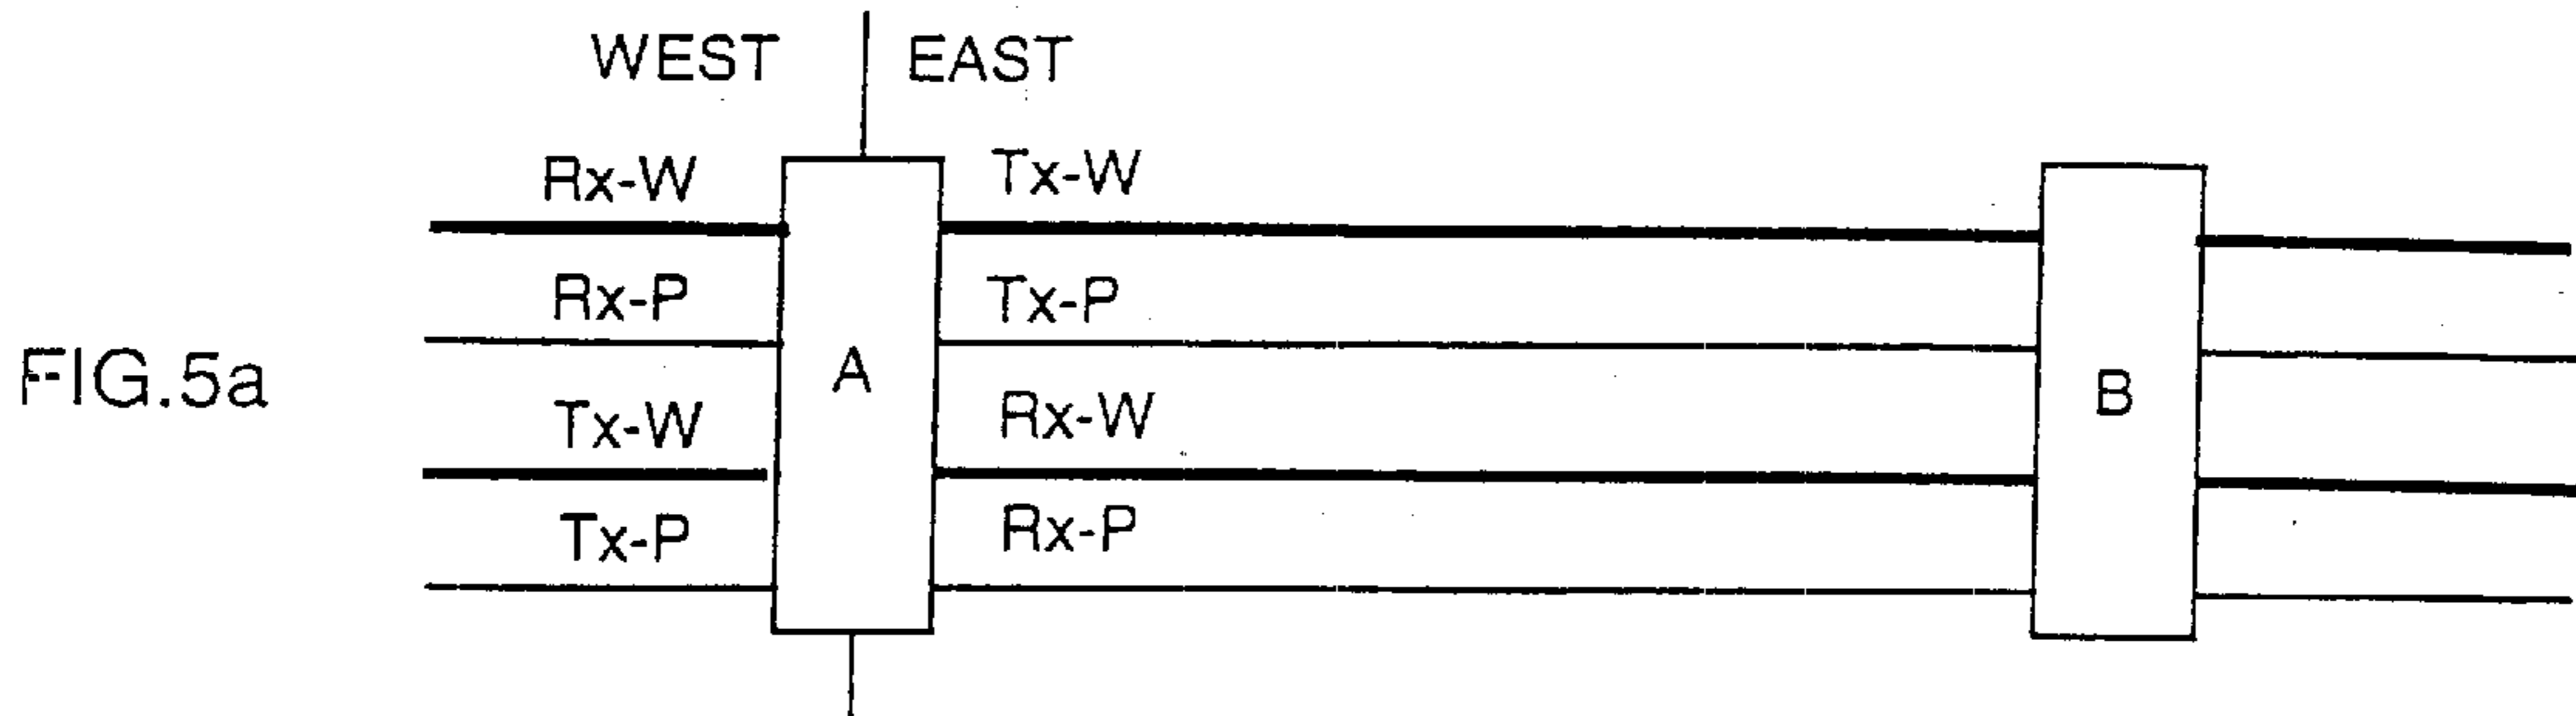 WEST EAST
Rx-W Tx-W
Rx-P Tx-P
FIG.5a A B
Tx-W Rx-W
Tx-P Rx-P